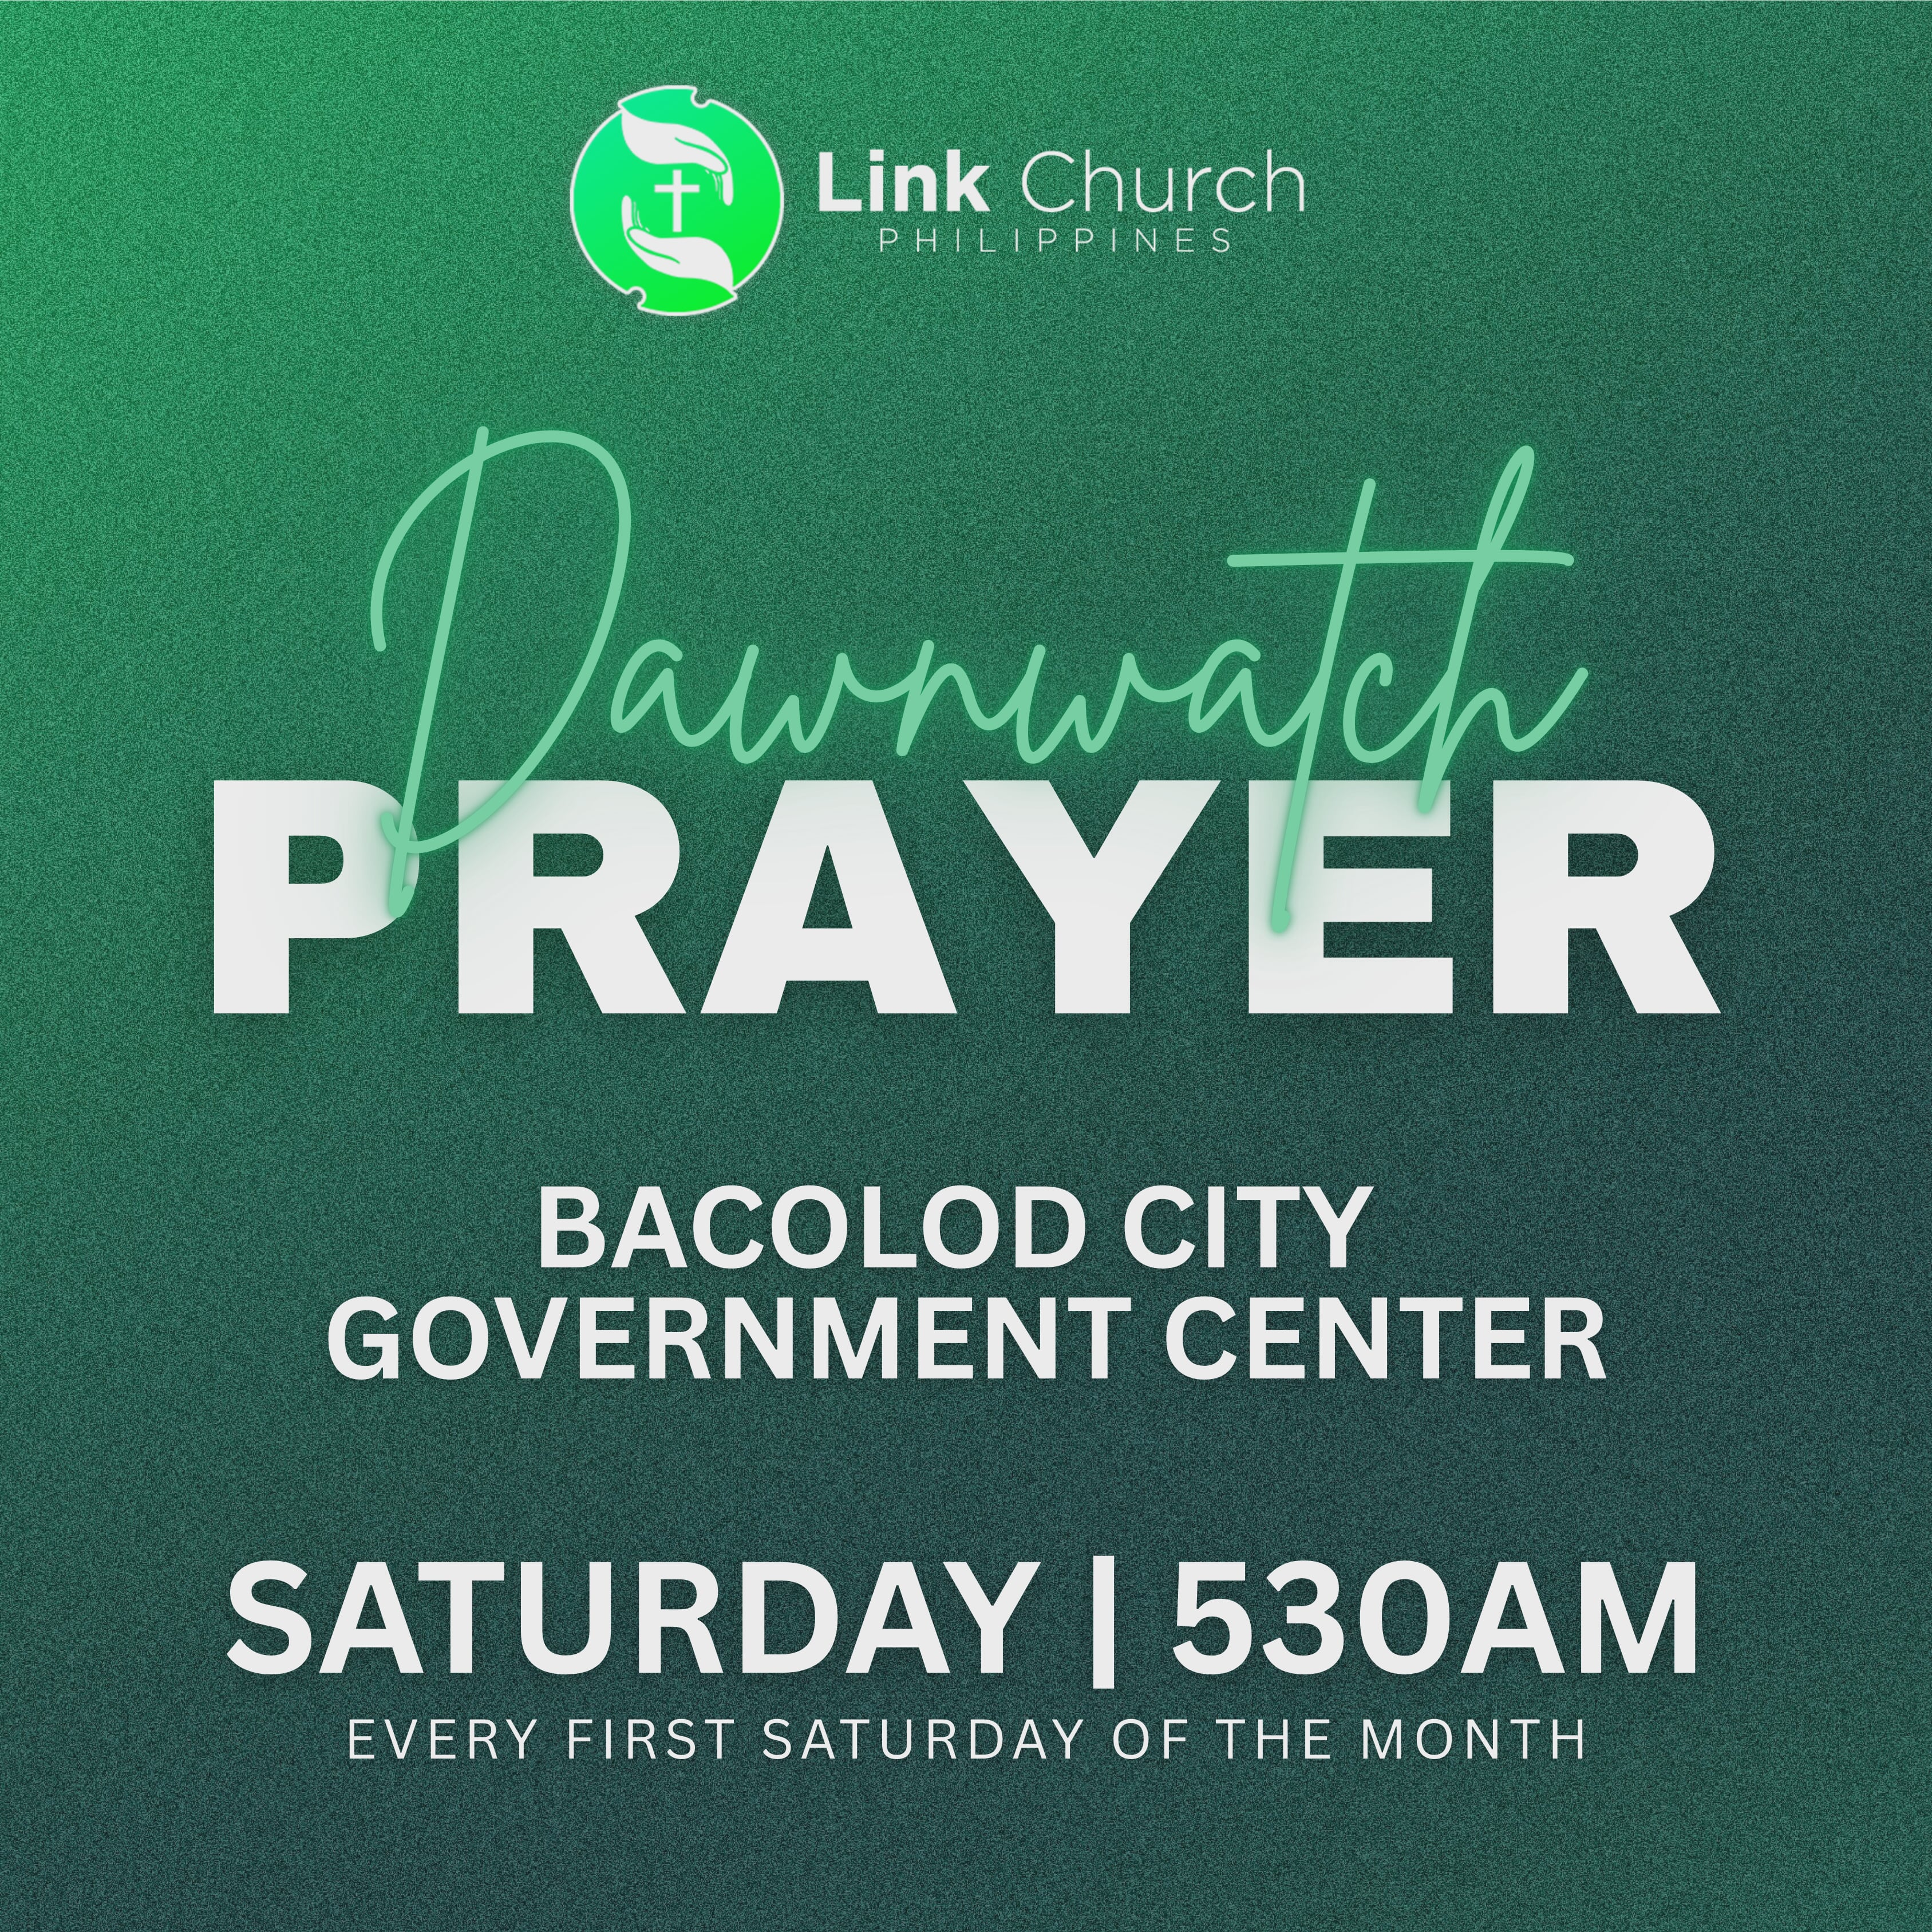 Link Church
PHILIPPINES
Dawnwatch
PRAYER
BACOLOD CITY
GOVERNMENT CENTER
SATURDAY | 530AM
EVERY FIRST SATURDAY OF THE MONTH